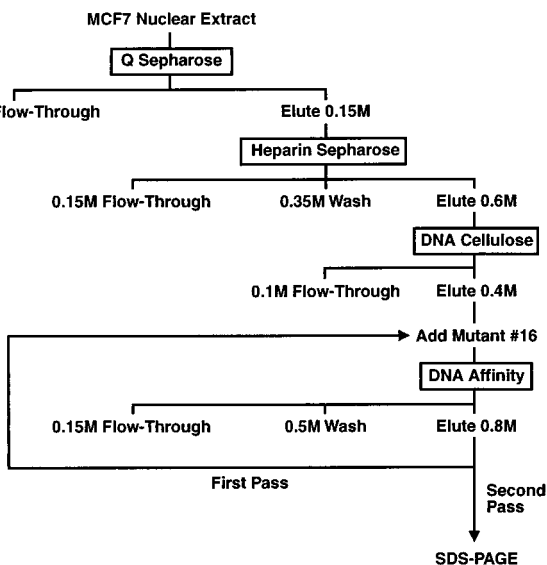 MCF7 Nuclear Extract
Q Sepharose
Flow-Through Elute 0.15M
Heparin Sepharose
0.15M Flow-Through 0.35M Wash Elute 0.6M
DNA Cellulose
0.1M Flow-Through Elute 0.4M
Add Mutant #16
DNA Affinity
0.15M Flow-Through 0.5M Wash Elute 0.8M
First Pass
Second
Pass
SDS-PAGE